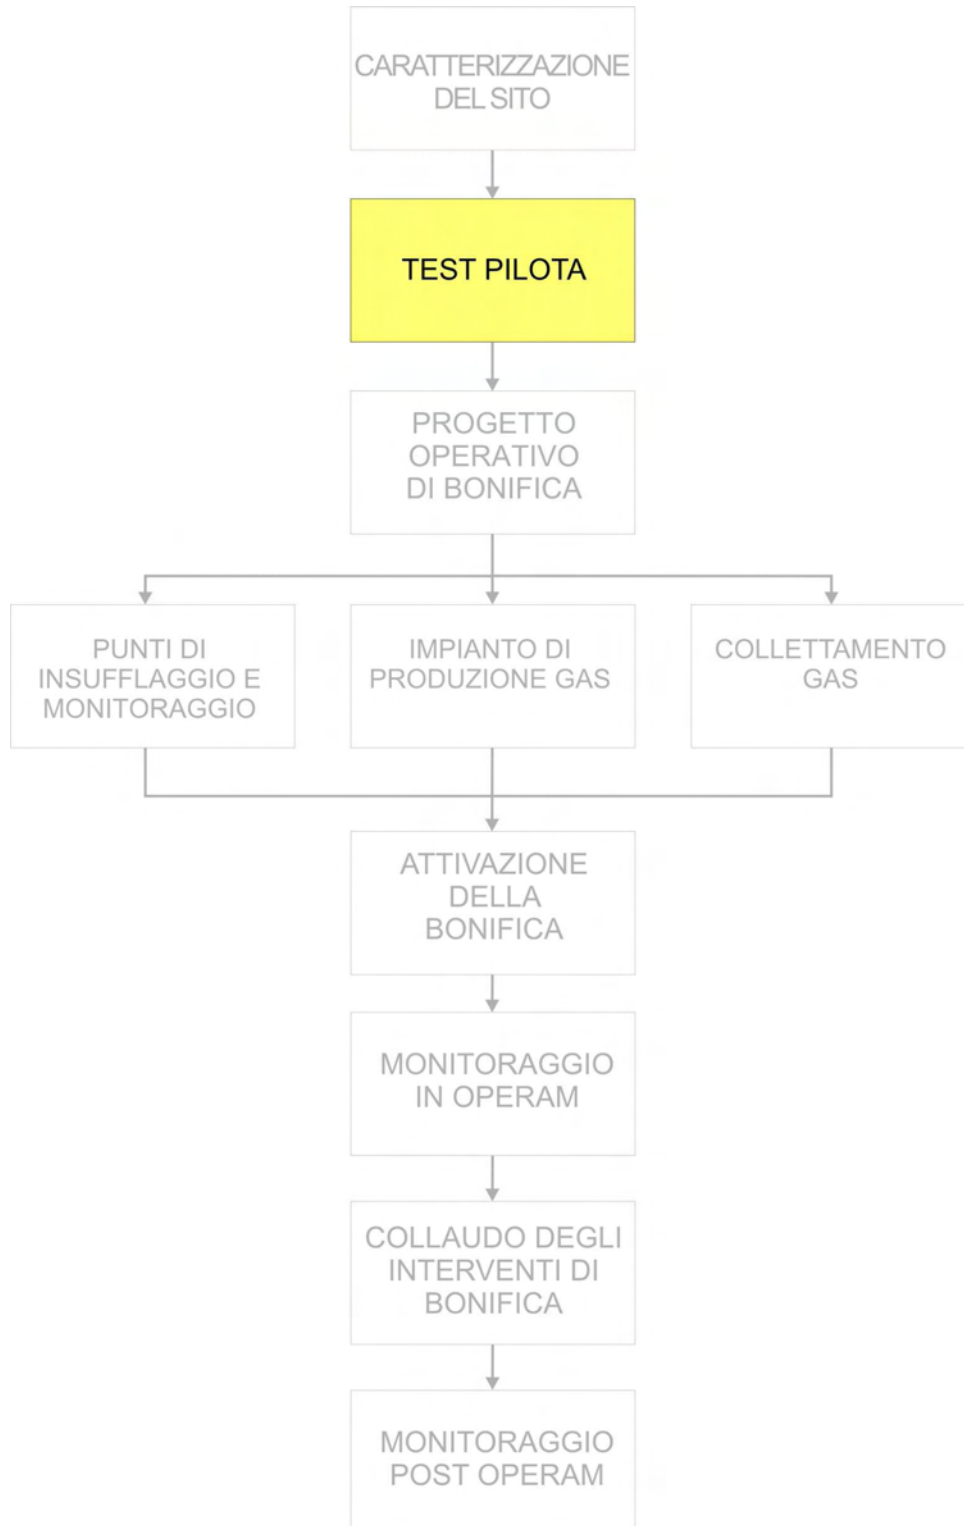 CARATTERIZZAZIONE
DEL SITO
TEST PILOTA
PROGETTO
OPERATIVO
DI BONIFICA
PUNTI DI
INSUFFLAGGIO E
MONITORAGGIO
IMPIANTO DI
PRODUZIONE GAS
COLLETTAMENTO
GAS
ATTIVAZIONE
DELLA
BONIFICA
MONITORAGGIO
IN OPERAM
COLLAUDO DEGLI
INTERVENTI DI
BONIFICA
MONITORAGGIO
POST OPERAM